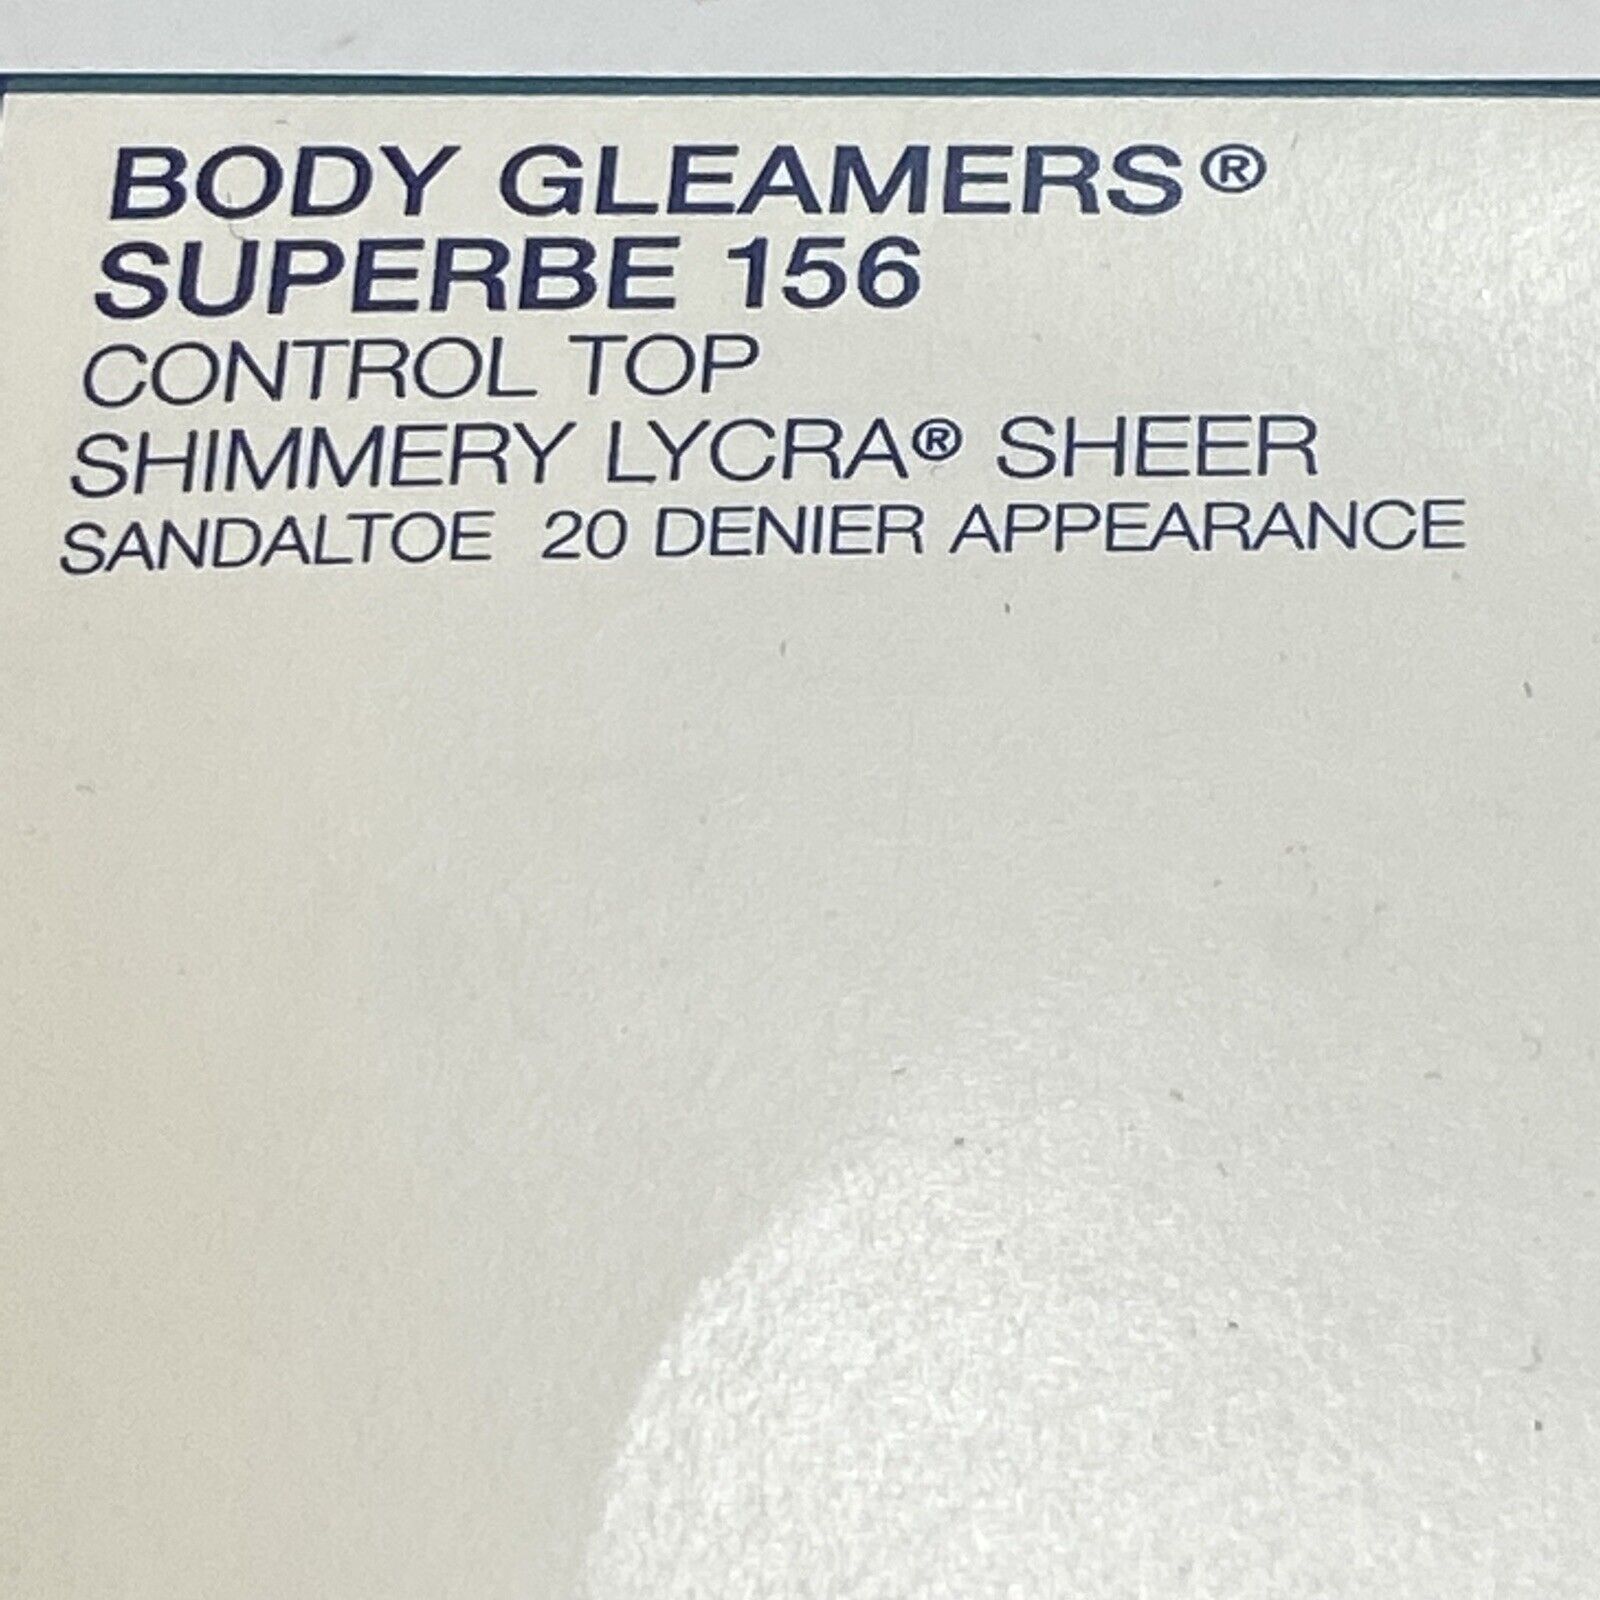 BODY GLEAMERS®
SUPERBE 156
CONTROL TOP
SHIMMERY LYCRA® SHEER
SANDALTOE 20 DENIER APPEARANCE